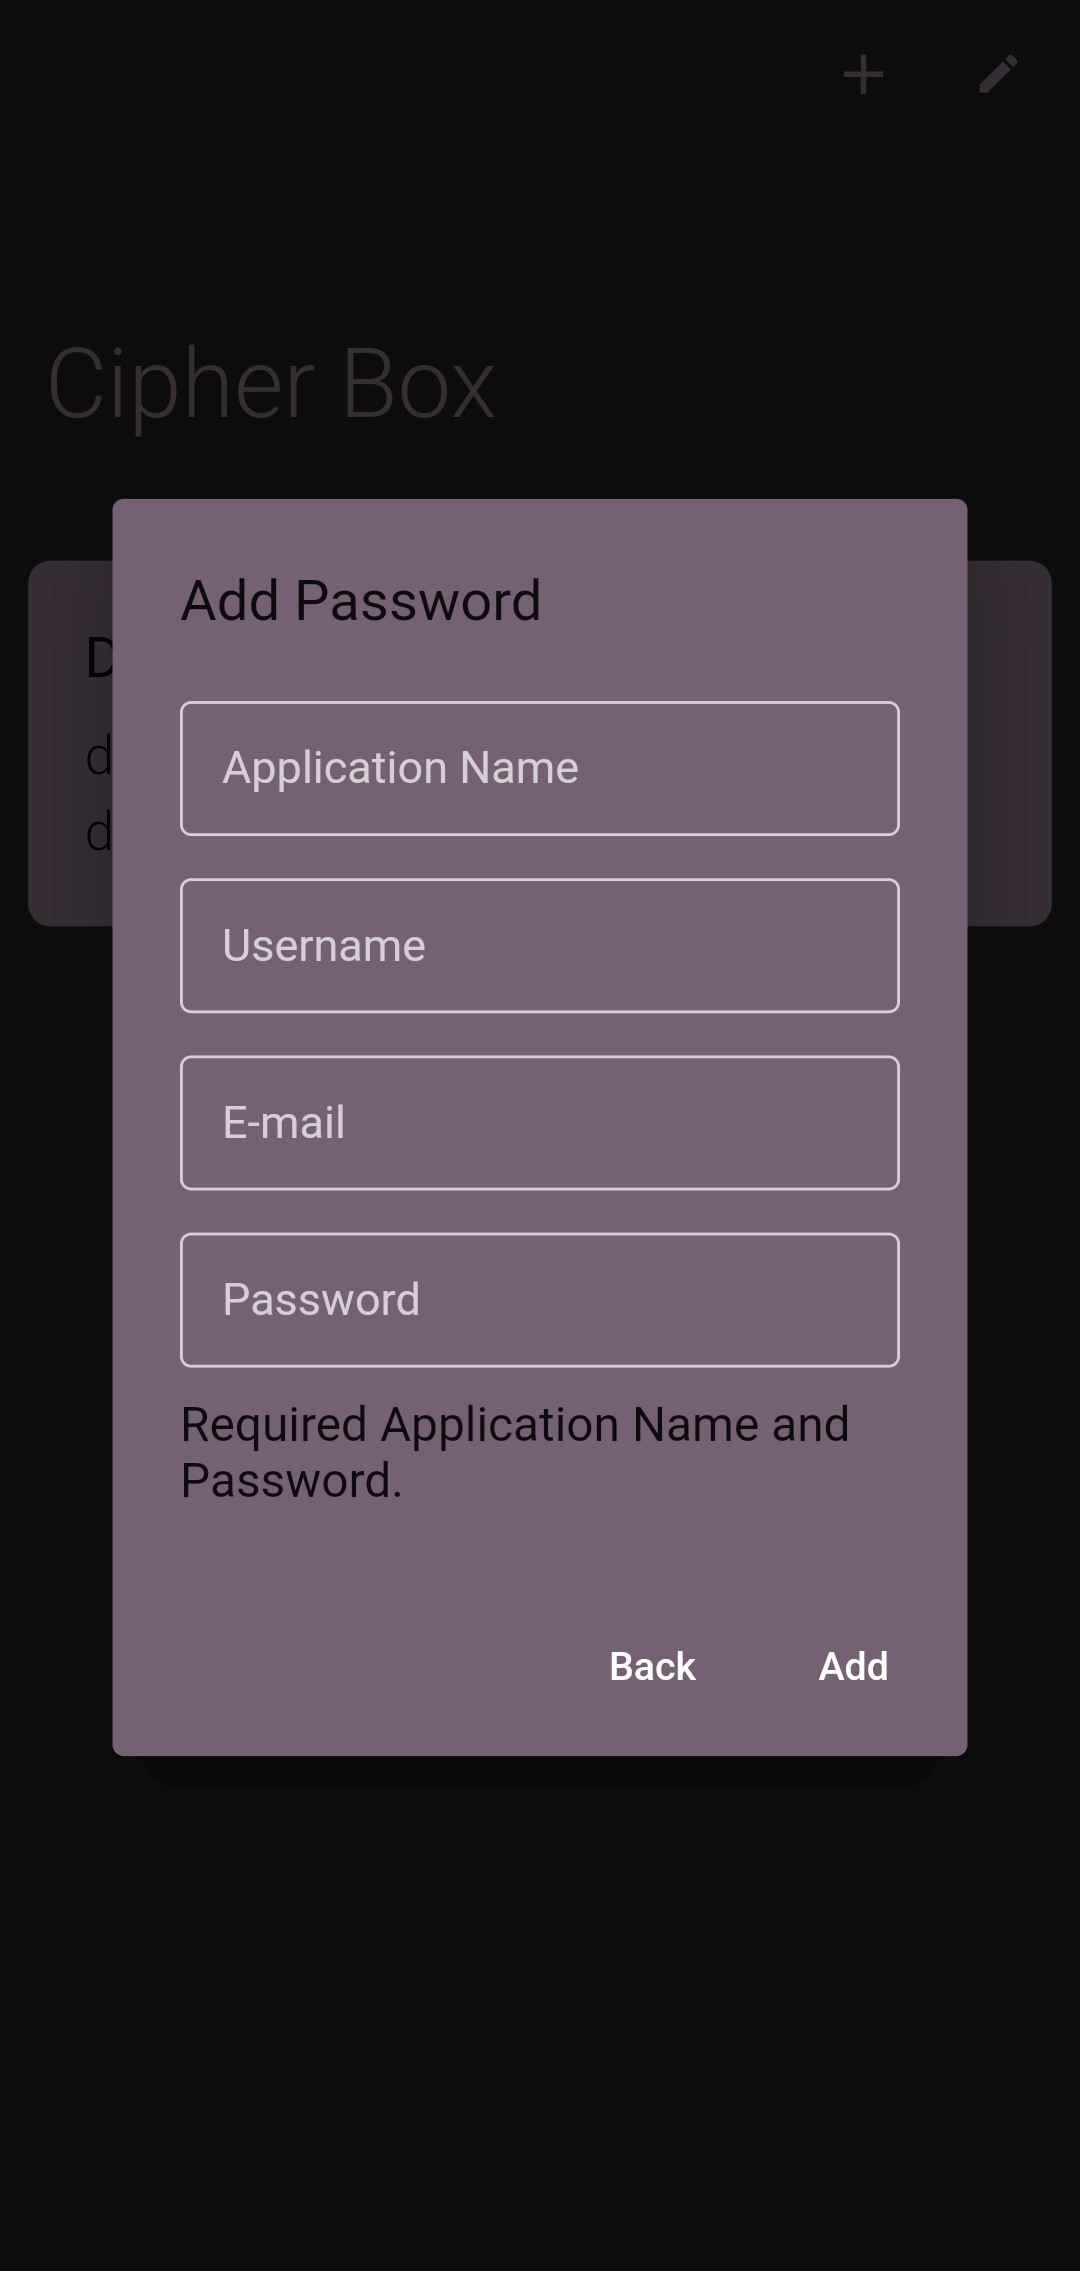 Cipher Box
Add Password
D
d
d
Application Name
Username
E-mail
Password
Required Application Name and
Password.
Back
Add